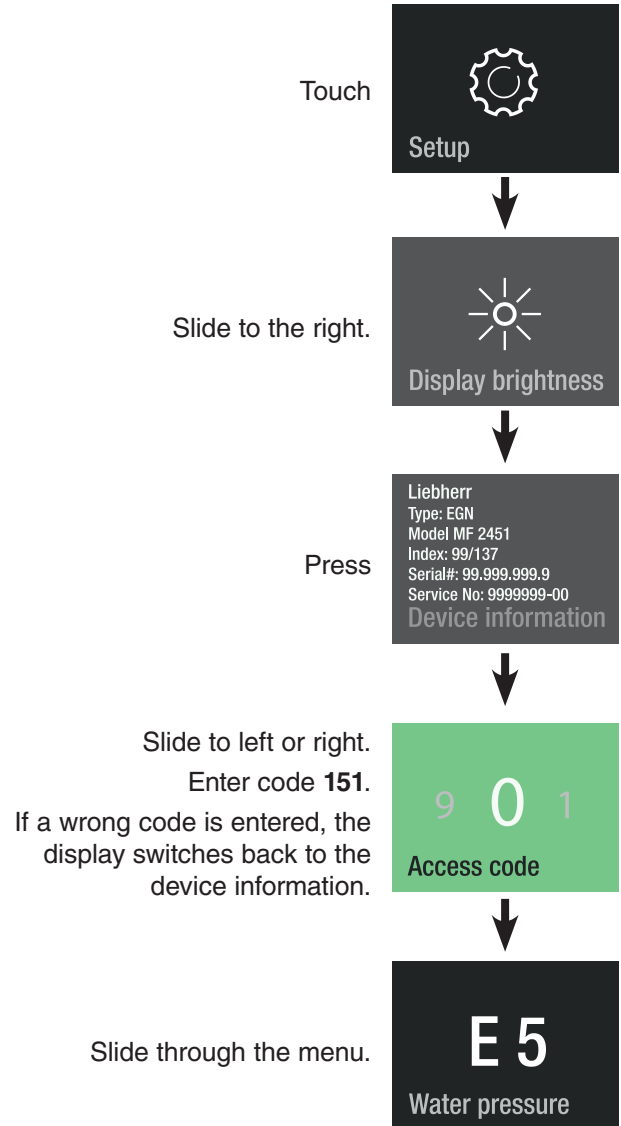 Touch
Setup
Slide to the right.
Display brightness
Press
Liebherr
Type: EGN
Model MF 2451
Index: 99/137
Serial#: 99.999.999.9
Service No: 9999999-00
Device information
Slide to left or right.
Enter code 151.
If a wrong code is entered, the
display switches back to the
device information.
9 0 1
Access code
Slide through the menu.
E 5
Water pressure